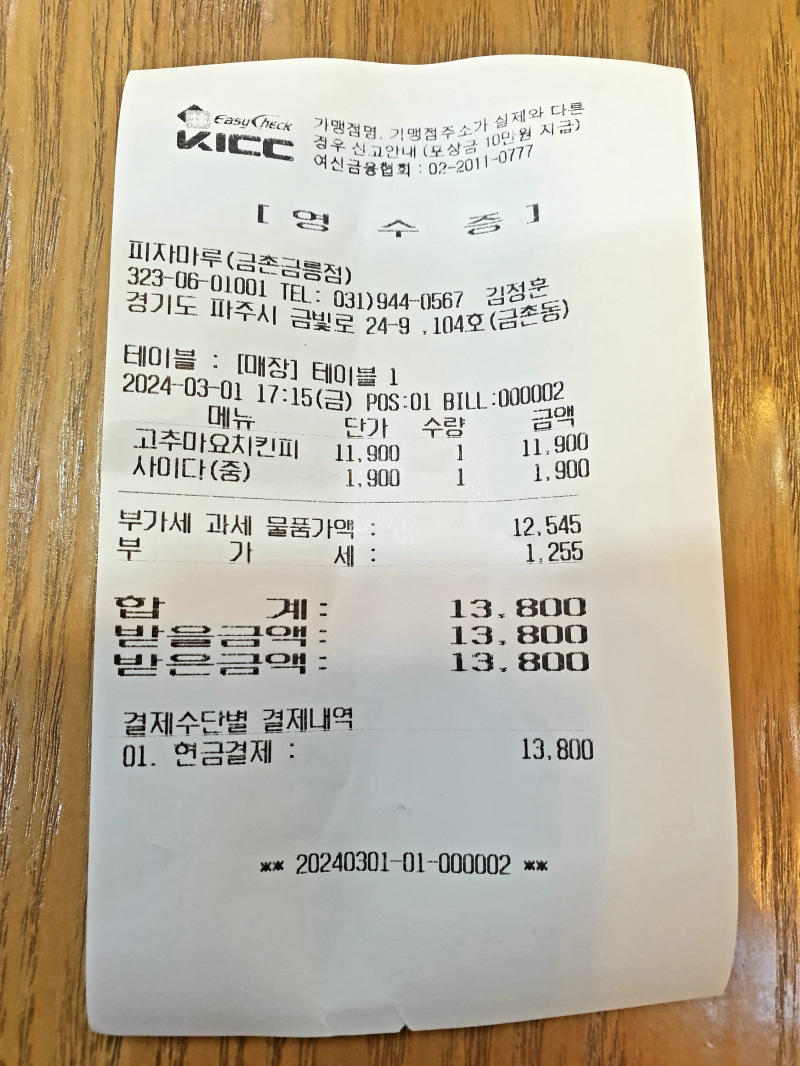 EasyCheck
KICC
가맹점명, 가맹점주소가 실제와 다른
경우 신고안내 (포상금 10만원 지급)
여신금융협회 : 02-2011-0777
[ 영 수 증 ]
피자마루(금촌금릉점)
323-06-01001 TEL: 031)944-0567 김정훈
경기도 파주시 금빛로 24-9 ,104호(금촌동)
테이블 : [매장] 테이블 1
2024-03-01 17:15(금) POS:01 BILL:000002
메뉴 단가 수량 금액
고추마요치킨피 11,900 1 11,900
사이다(중) 1,900 1 1,900
부가세 과세 물품가액 : 12,545
부 가 세 : 1,255
합 계: 13,800
받을금액: 13,800
받은금액: 13,800
결제수단별 결제내역
01. 현금결제 : 13,800
** 20240301-01-000002 **